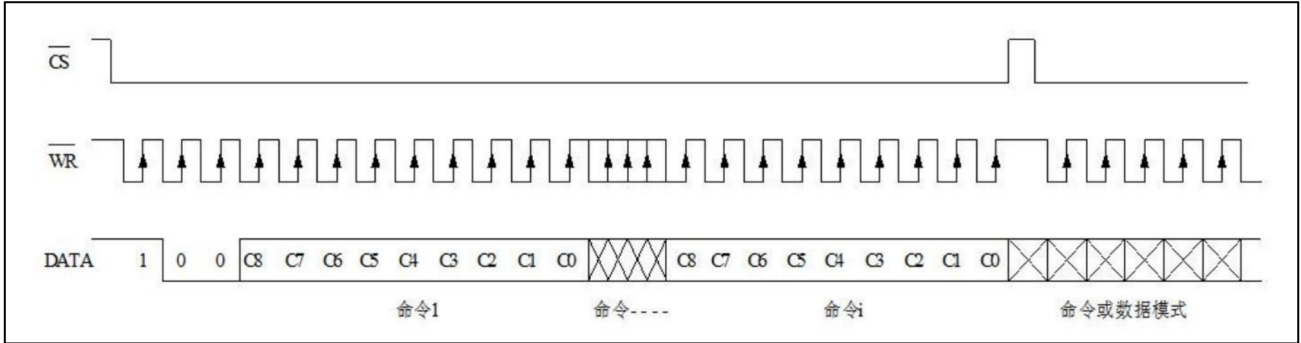 CS
WR
DATA 1 0 0 C8 C7 C6 C5 C4 C3 C2 C1 C0 C8 C7 C6 C5 C4 C3 C2 C1 C0
命令1 命令---- 命令i 命令或数据模式